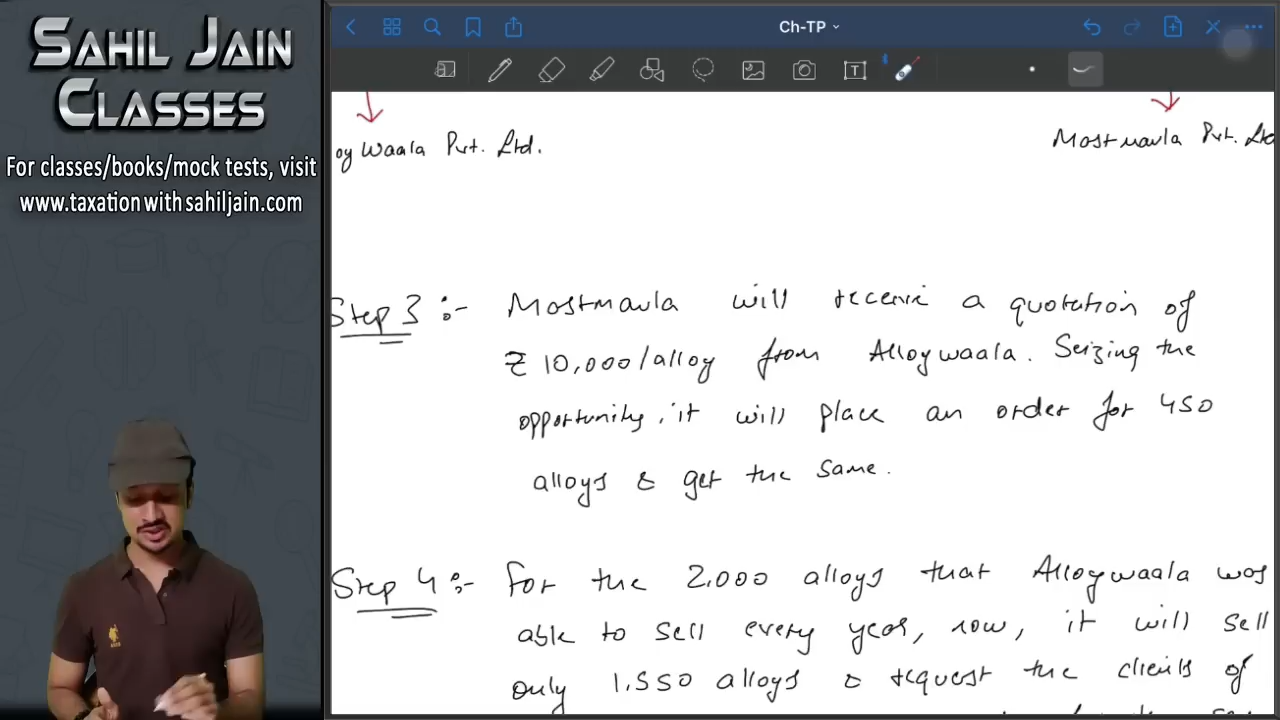 SAHIL JAIN
CLASSES
For classes/books/mock tests, visit
www.taxationwithsahiljain.com
Ch-TP
oy Waala Pvt. Ltd.
Mostmaula Pvt. Ltd
Step 3 :-
Mostmaula will receive a quotation of
₹ 10,000/alloy from Alloywaala. Seizing the
opportunity, it will place an order for 450
alloys & get the same.
Step 4 :-
For the 2,000 alloys that Alloywaala was
able to sell every year, now, it will sell
only 1,550 alloys & request the clients of